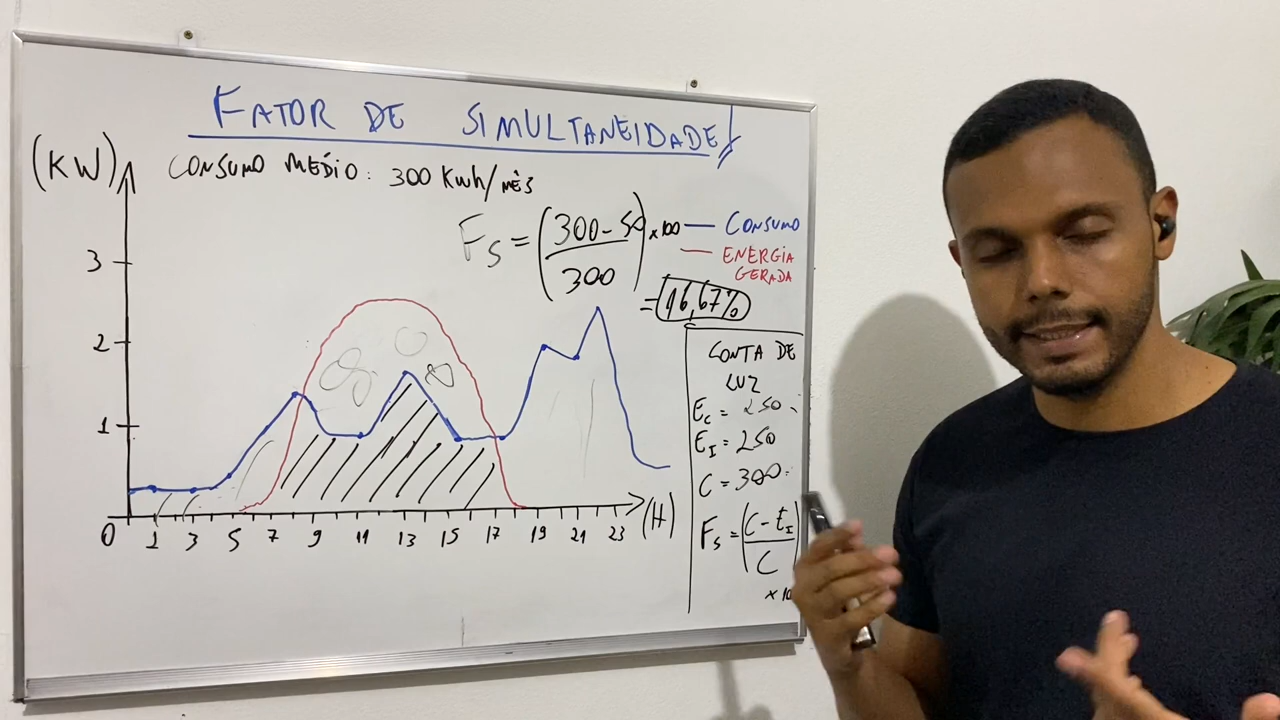 FATOR DE SIMULTANEIDADE
(KW)
CONSUMO MÉDIO: 300 KWh/MÊS
FS = (300-50 / 300) x100
= 16,67%
CONSUMO
ENERGIA
GERADA
3
2
1
0 1 3 5 7 9 11 13 15 17 19 21 23 (H)
CONTA DE
LUZ
EC = 250
EI = 250
C = 300
FS = (C - EI / C)
x 10